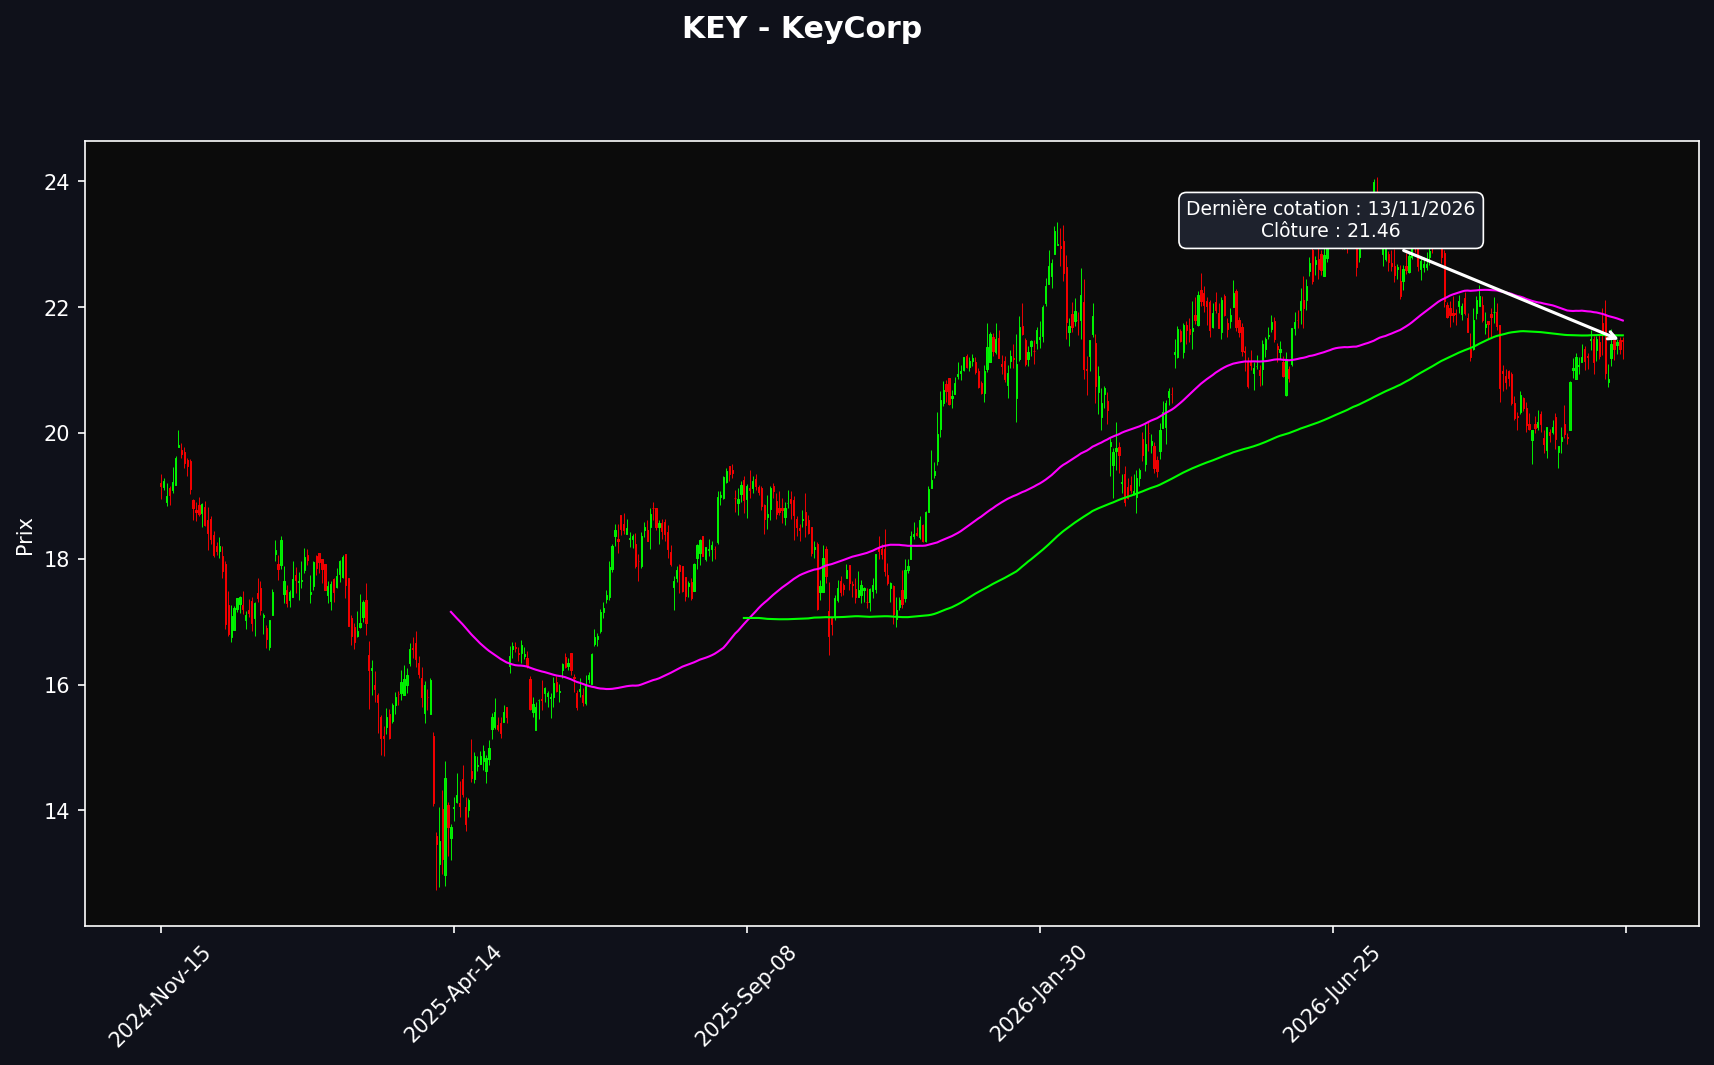 KEY - KeyCorp
24
Dernière cotation : 13/11/2026
Clôture : 21.46
22
20
Prix
18
16
14
2024-Nov-15
2025-Apr-14
2025-Sep-08
2026-Jan-30
2026-Jun-25